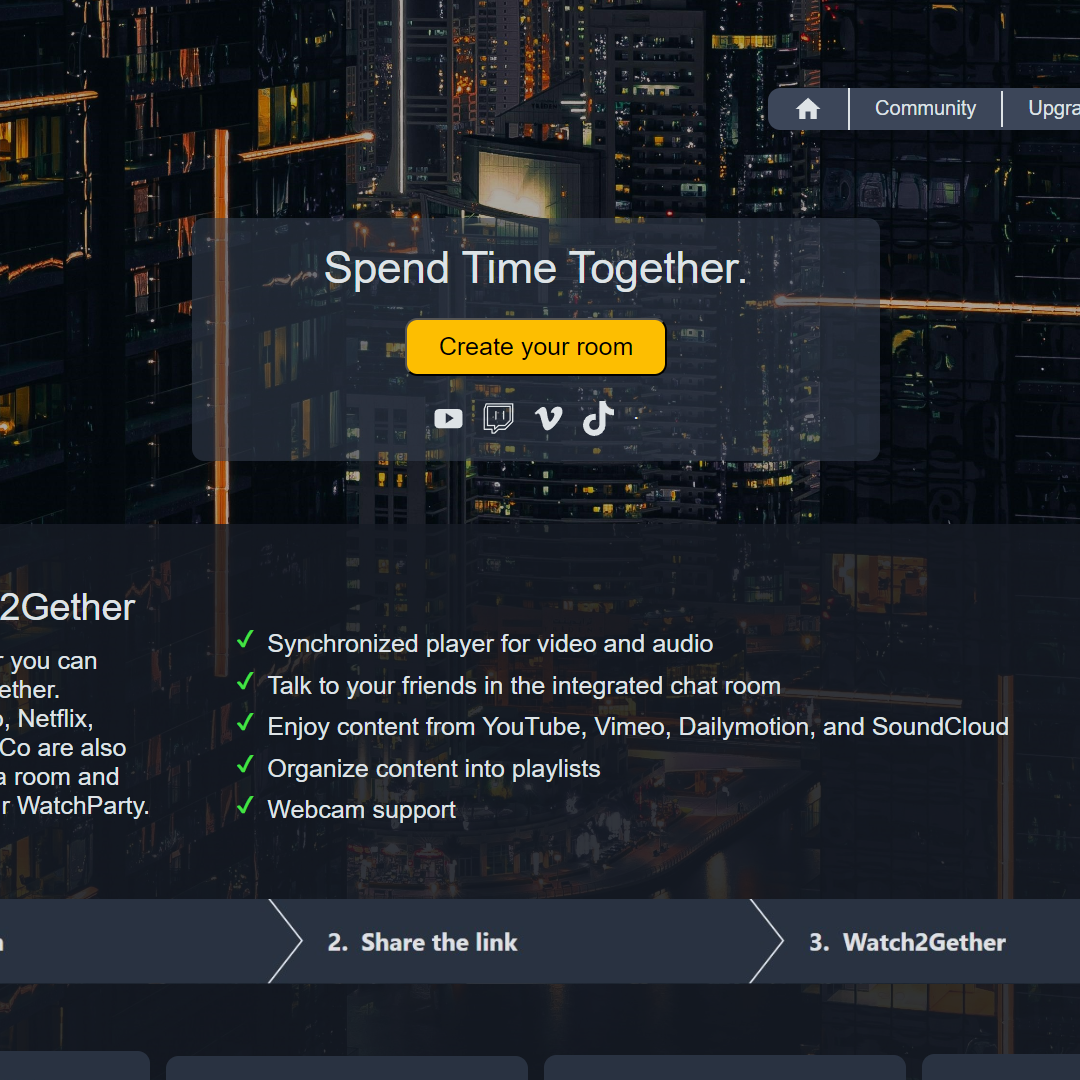 Community
Spend Time Together.
Create your room
2Gether
you can
ether.
Netflix,
Co are also
a room and
WatchParty.
Synchronized player for video and audio
Talk to your friends in the integrated chat room
Enjoy content from YouTube, Vimeo, Dailymotion, and SoundCloud
Organize content into playlists
Webcam support
2. Share the link
3. Watch2Gether